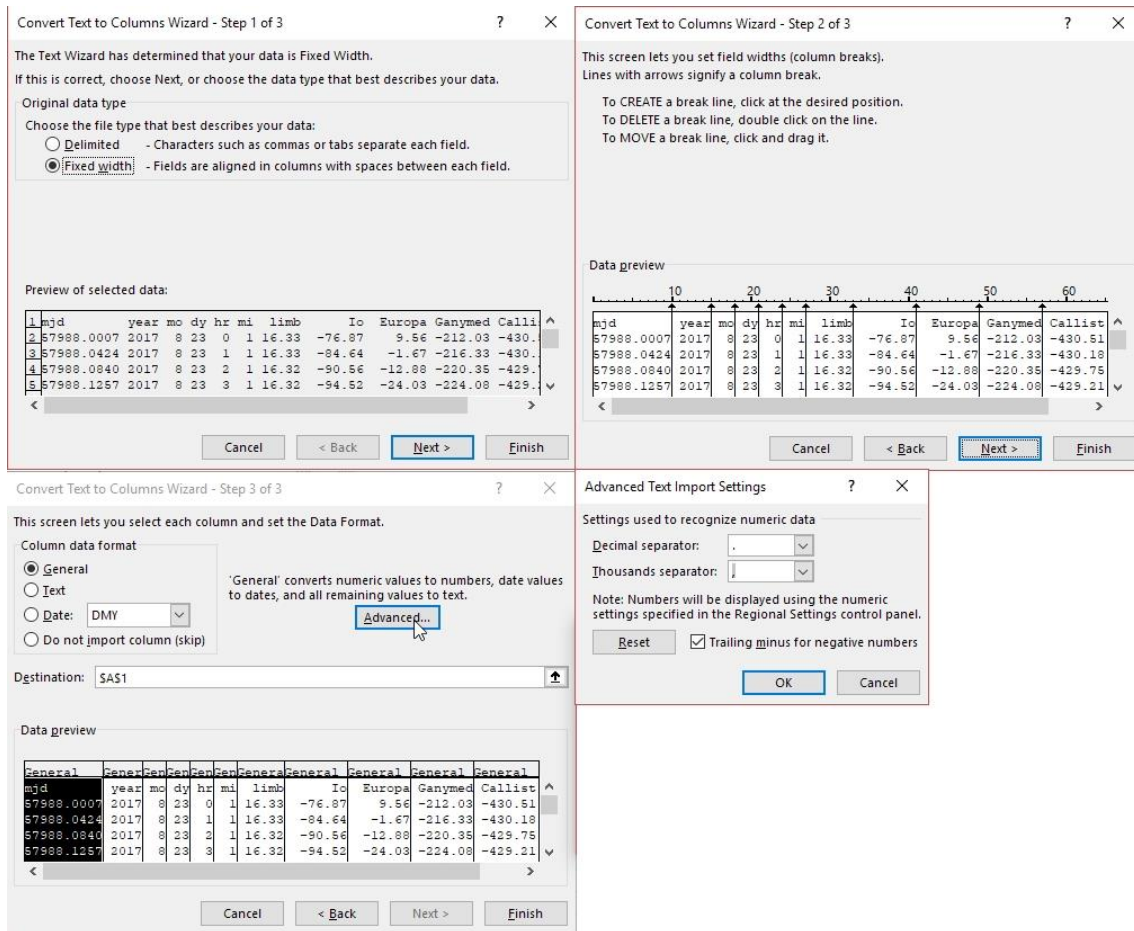 Convert Text to Columns Wizard - Step 1 of 3
The Text Wizard has determined that your data is Fixed Width.
If this is correct, choose Next, or choose the data type that best describes your data.
Original data type
Choose the file type that best describes your data:
Delimited - Characters such as commas or tabs separate each field.
Fixed width - Fields are aligned in columns with spaces between each field.
Preview of selected data:
1 mjd year mo dy hr mi limb Io Europa Ganymed Calli
2 57988.0007 2017 8 23 0 1 16.33 -76.87 9.56 -212.03 -430.
3 57988.0424 2017 8 23 1 1 16.33 -84.64 -1.67 -216.33 -430.
4 57988.0840 2017 8 23 2 1 16.32 -90.56 -12.88 -220.35 -429.
5 57988.1257 2017 8 23 3 1 16.32 -94.52 -24.03 -224.08 -429.
Cancel < Back Next > Finish
Convert Text to Columns Wizard - Step 2 of 3
This screen lets you set field widths (column breaks).
Lines with arrows signify a column break.
To CREATE a break line, click at the desired position.
To DELETE a break line, double click on the line.
To MOVE a break line, click and drag it.
Data preview
10 20 30 40 50 60
mjd year mo dy hr mi limb Io Europa Ganymed Callist
57988.0007 2017 8 23 0 1 16.33 -76.87 9.56 -212.03 -430.51
57988.0424 2017 8 23 1 1 16.33 -84.64 -1.67 -216.33 -430.18
57988.0840 2017 8 23 2 1 16.32 -90.56 -12.88 -220.35 -429.75
57988.1257 2017 8 23 3 1 16.32 -94.52 -24.03 -224.08 -429.21
Cancel < Back Next > Finish
Convert Text to Columns Wizard - Step 3 of 3
This screen lets you select each column and set the Data Format.
Column data format
General
Text
Date: DMY
Do not import column (skip)
'General' converts numeric values to numbers, date values
to dates, and all remaining values to text.
Advanced...
Destination: $A$1
Data preview
General GenerGenGenGenGenGeneraGeneral General General General
mjd year mo dy hr mi limb Io Europa Ganymed Callist
57988.0007 2017 8 23 0 1 16.33 -76.87 9.56 -212.03 -430.51
57988.0424 2017 8 23 1 1 16.33 -84.64 -1.67 -216.33 -430.18
57988.0840 2017 8 23 2 1 16.32 -90.56 -12.88 -220.35 -429.75
57988.1257 2017 8 23 3 1 16.32 -94.52 -24.03 -224.08 -429.21
Cancel < Back Next > Finish
Advanced Text Import Settings
Settings used to recognize numeric data
Decimal separator: .
Thousands separator: ,
Note: Numbers will be displayed using the numeric
settings specified in the Regional Settings control panel.
Reset Trailing minus for negative numbers
OK Cancel